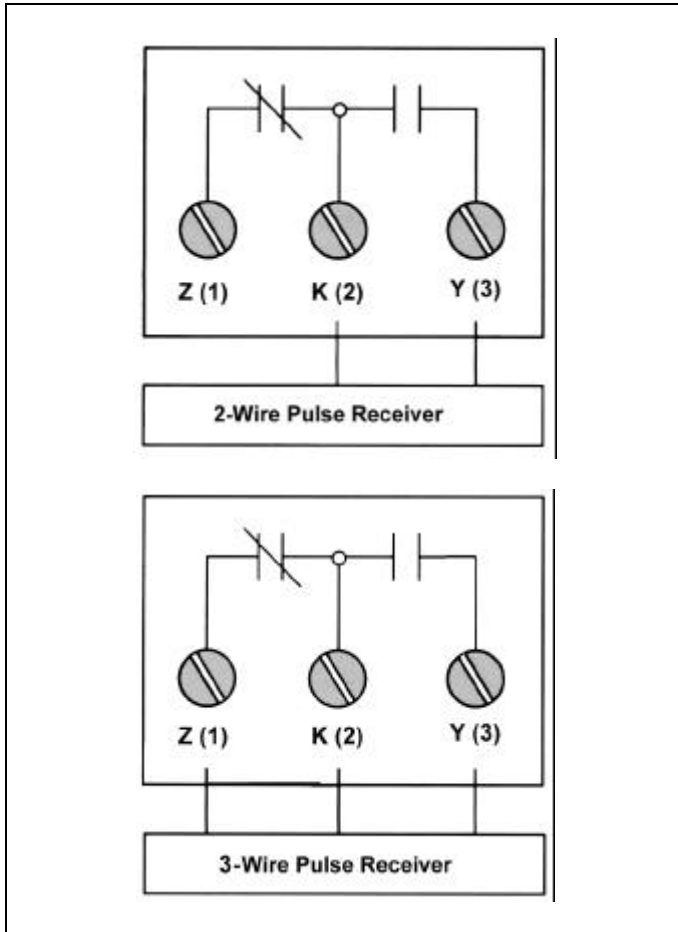 Z (1) K (2) Y (3)
2-Wire Pulse Receiver
Z (1) K (2) Y (3)
3-Wire Pulse Receiver